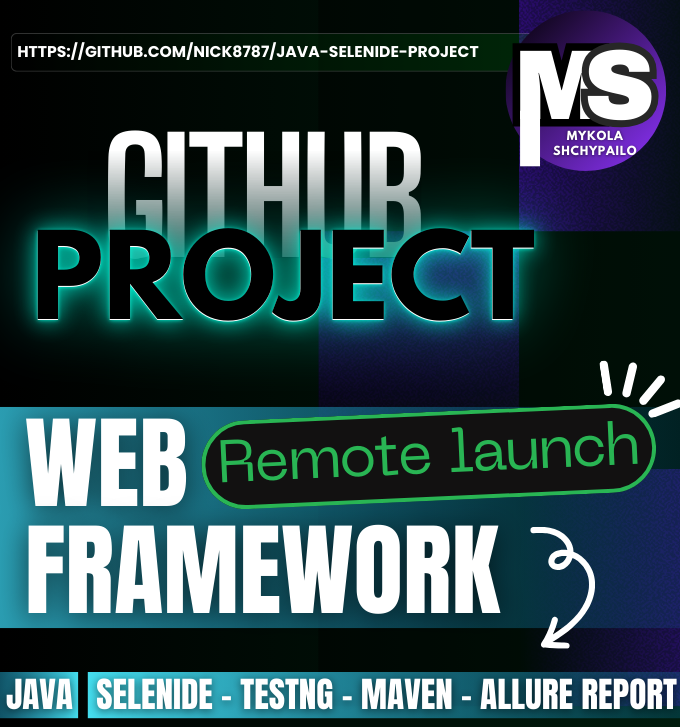 HTTPS://GITHUB.COM/NICK8787/JAVA-SELENIDE-PROJECT
MS
MYKOLA
SHCHYPAILO
GITHUB
PROJECT
WEB
Remote launch
FRAMEWORK
JAVA
SELENIDE - TESTNG - MAVEN - ALLURE REPORT